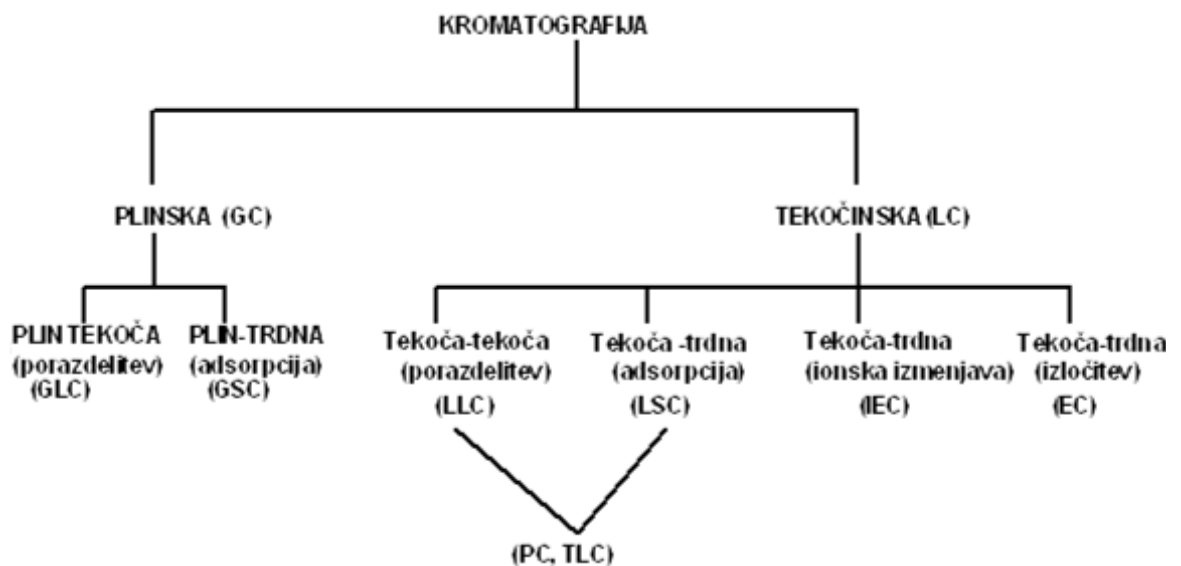 KROMATOGRAFIJA
PLINSKA (GC)
TEKOČINSKA (LC)
PLIN TEKOČA
(porazdelitev)
(GLC)
PLIN-TRDNA
(adsorpcija)
(GSC)
Tekoča-tekoča
(porazdelitev)
(LLC)
Tekoča -trdna
(adsorpcija)
(LSC)
Tekoča-trdna
(ionska izmenjava)
(IEC)
Tekoča-trdna
(izločitev)
(EC)
(PC, TLC)